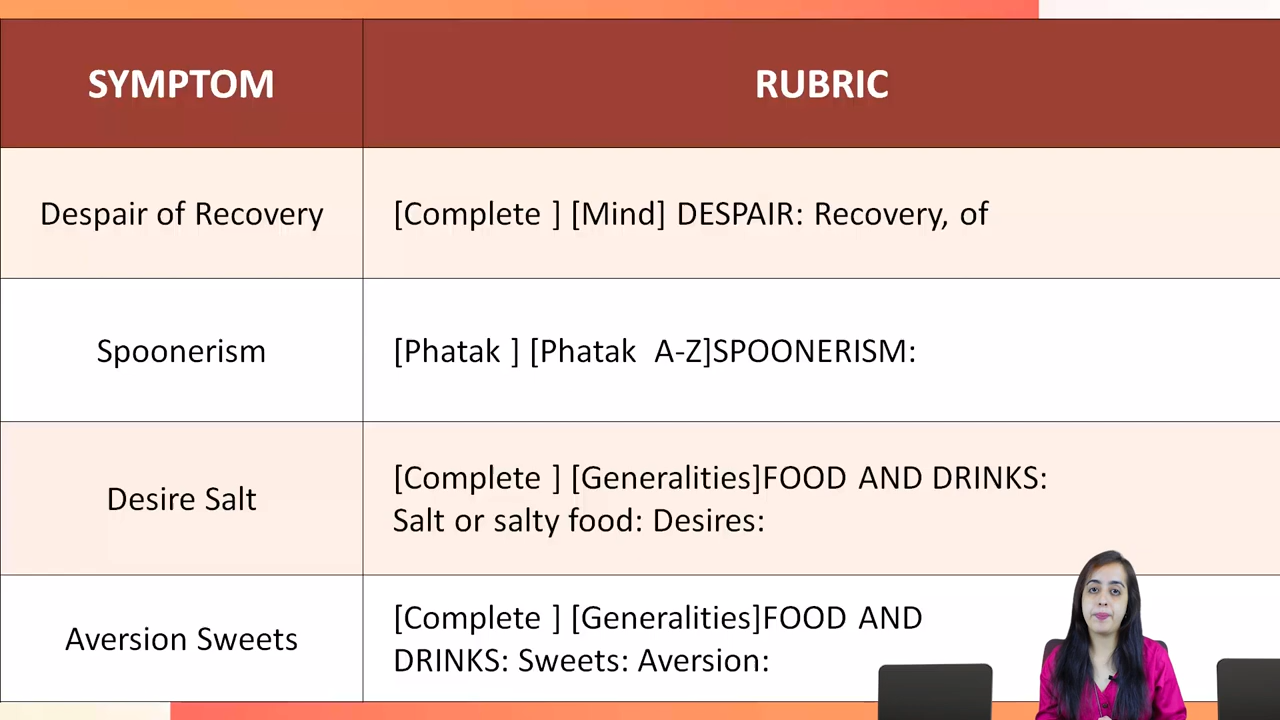 SYMPTOM
RUBRIC
Despair of Recovery
[Complete ] [Mind] DESPAIR: Recovery, of
Spoonerism
[Phatak ] [Phatak A-Z]SPOONERISM:
Desire Salt
[Complete ] [Generalities]FOOD AND DRINKS:
Salt or salty food: Desires:
Aversion Sweets
[Complete ] [Generalities]FOOD AND
DRINKS: Sweets: Aversion: